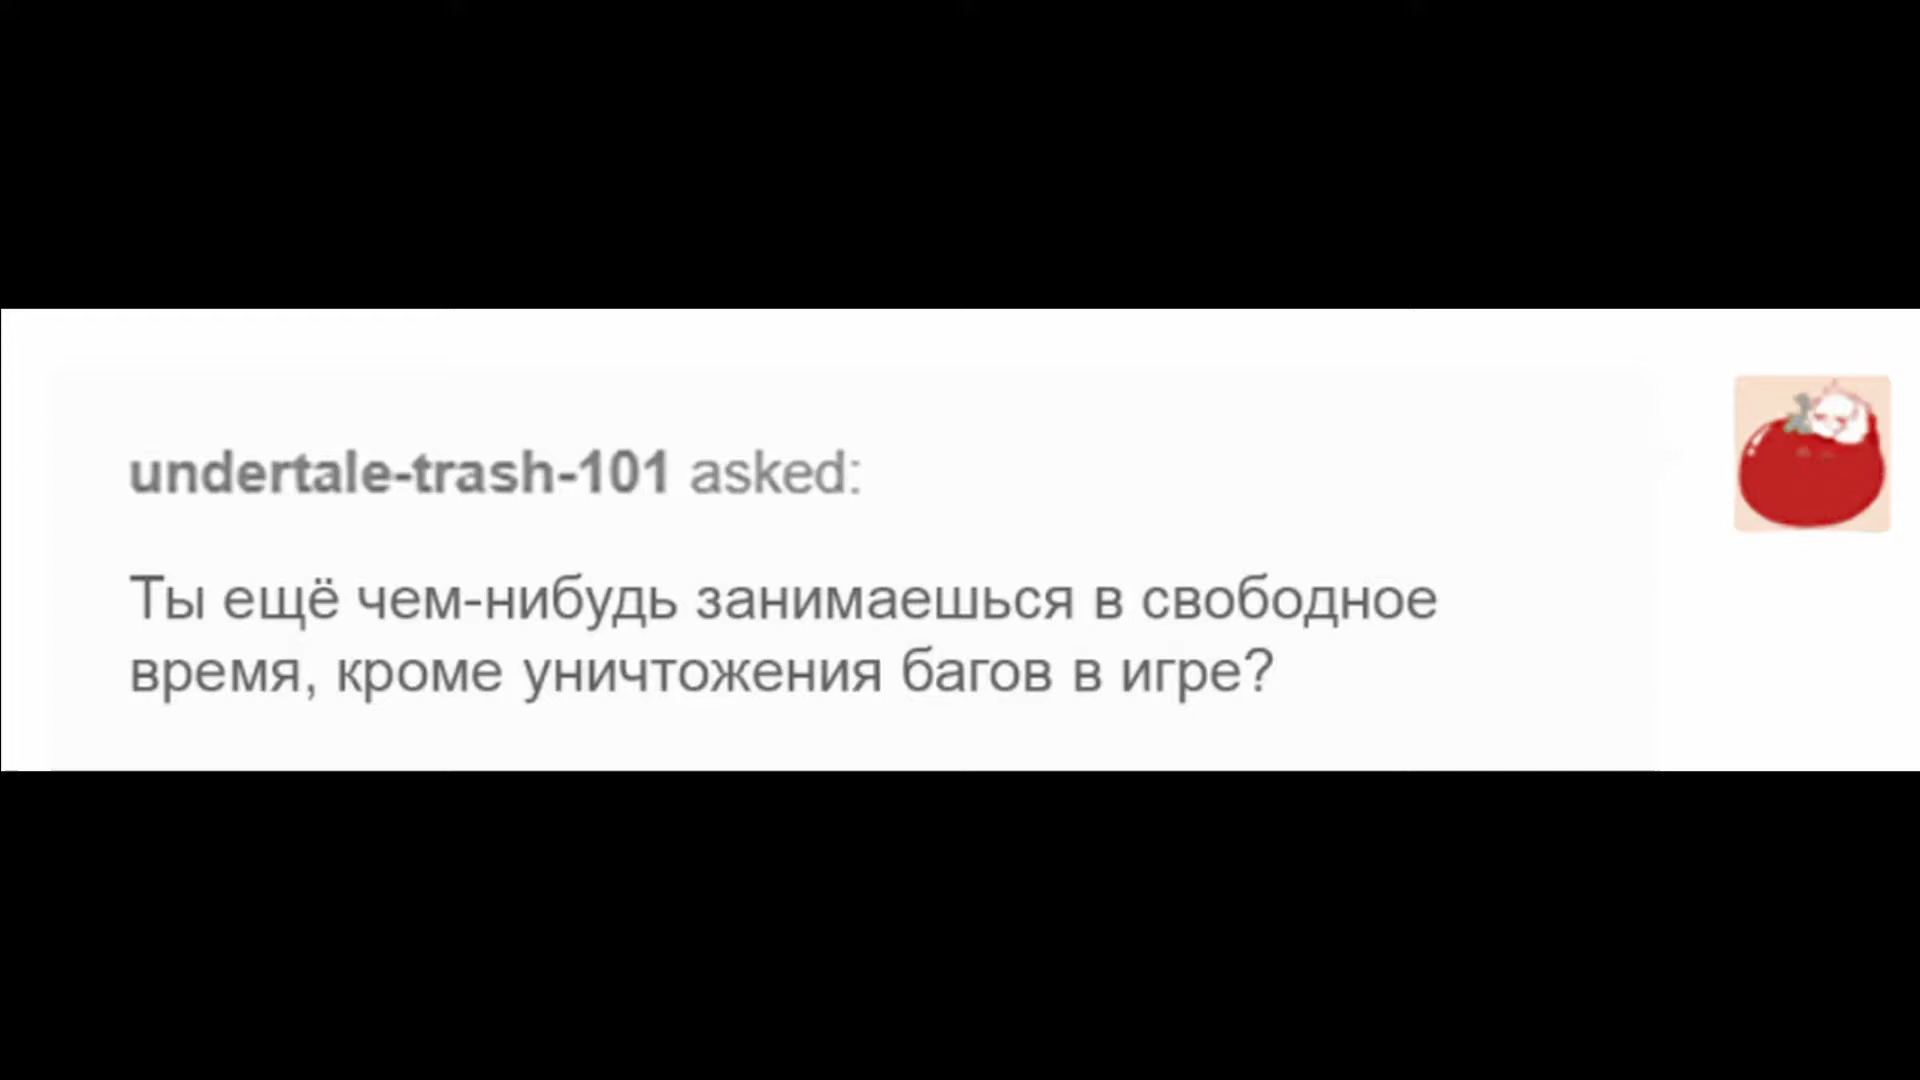 undertale-trash-101 asked:
Ты ещё чем-нибудь занимаешься в свободное
время, кроме уничтожения багов в игре?